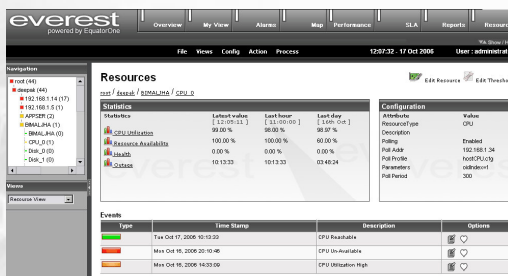 everest
powered by EquatorOne
Overview My View Alarms Map Performance SLA Reports Resour
Show / H
File Views Config Action Process 12:07:32 - 17 Oct 2006 User : administrat
Navigation
root (44)
deepak (44)
192.168.1.14 (17)
192.168.1.5 (1)
APPSER (2)
BIMALJHA (1)
BIMALJHA (0)
CPU_0 (1)
Disk_0 (0)
Disk_1 (0)
Views
Resource View
Resources
Edit Resource Edit Thresho
root / deepak / BIMALJHA / CPU_0
Statistics
Statistics Latest value Last hour Last day
[ 12:05:11 ] [ 11:00:00 ] [ 16th Oct ]
CPU Utilization 99.00 % 98.00 % 98.97 %
Resource Availability 100.00 % 100.00 % 60.00 %
Health 0.00 % 0.00 % 0.00 %
Outage 10:13:33 10:13:33 03:48:24
Configuration
Attribute Value
ResourceType CPU
Description
Polling Enabled
Poll Addr 192.168.1.34
Poll Profile hostCPU.cfg
Parameters oidIndex=1
Poll Period 300
everest
Events
Type Time Stamp Description Options
Tue Oct 17, 2006 10:13:33 CPU Reachable
Mon Oct 16, 2006 20:10:46 CPU Un-Available
Mon Oct 16, 2006 14:33:09 CPU Utilization High